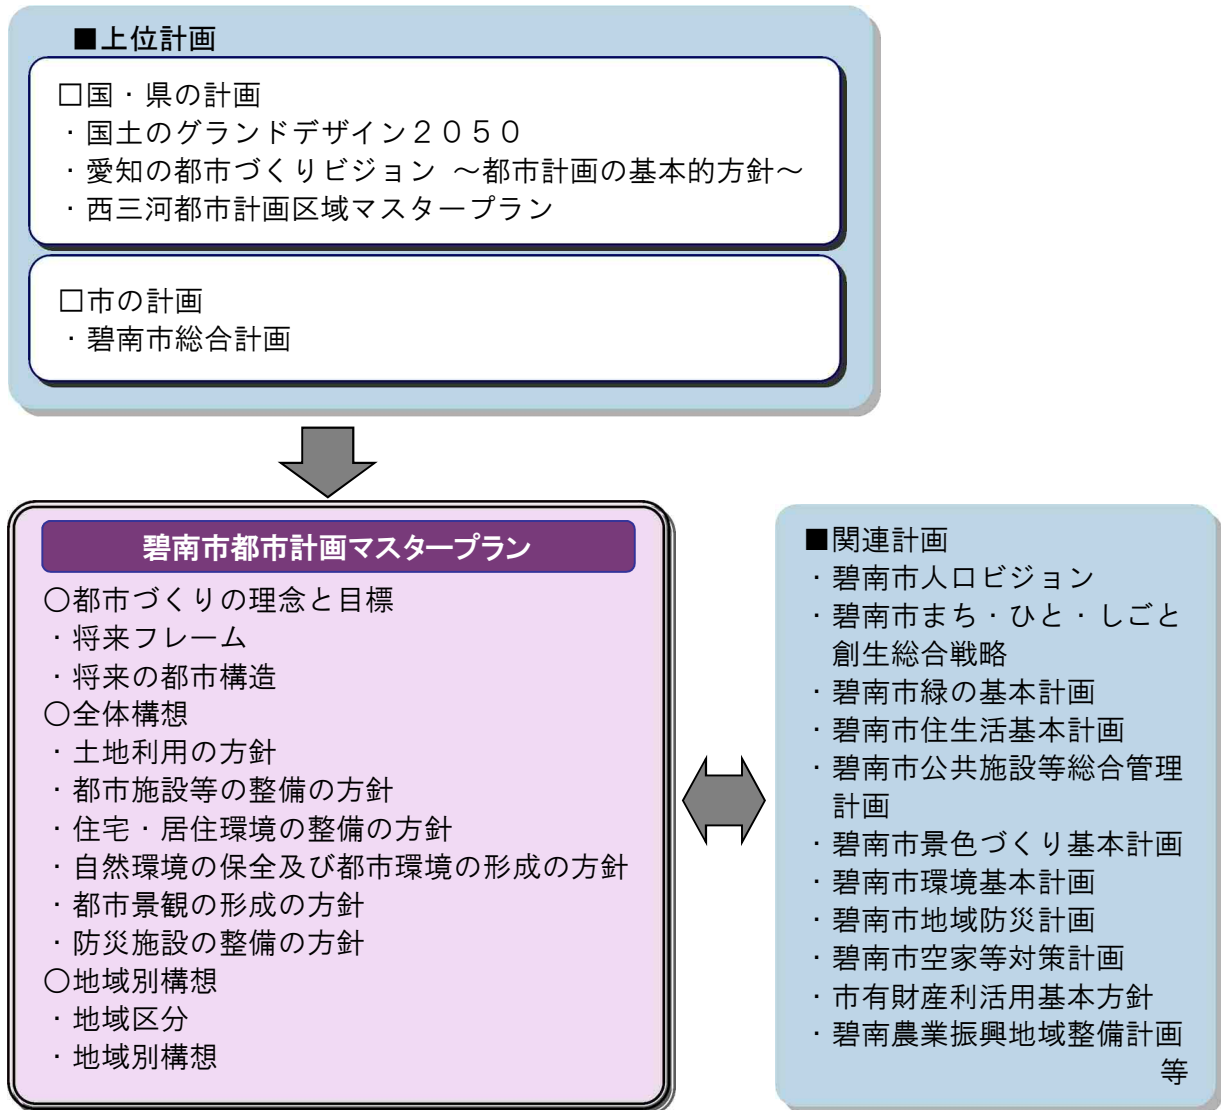 ■上位計画
□国・県の計画
・国土のグランドデザイン２０５０
・愛知の都市づくりビジョン ～都市計画の基本的方針～
・西三河都市計画区域マスタープラン
□市の計画
・碧南市総合計画
碧南市都市計画マスタープラン
○都市づくりの理念と目標
・将来フレーム
・将来の都市構造
○全体構想
・土地利用の方針
・都市施設等の整備の方針
・住宅・居住環境の整備の方針
・自然環境の保全及び都市環境の形成の方針
・都市景観の形成の方針
・防災施設の整備の方針
○地域別構想
・地域区分
・地域別構想
■関連計画
・碧南市人口ビジョン
・碧南市まち・ひと・しごと
創生総合戦略
・碧南市緑の基本計画
・碧南市住生活基本計画
・碧南市公共施設等総合管理
計画
・碧南市景色づくり基本計画
・碧南市環境基本計画
・碧南市地域防災計画
・碧南市空家等対策計画
・市有財産利活用基本方針
・碧南農業振興地域整備計画
等